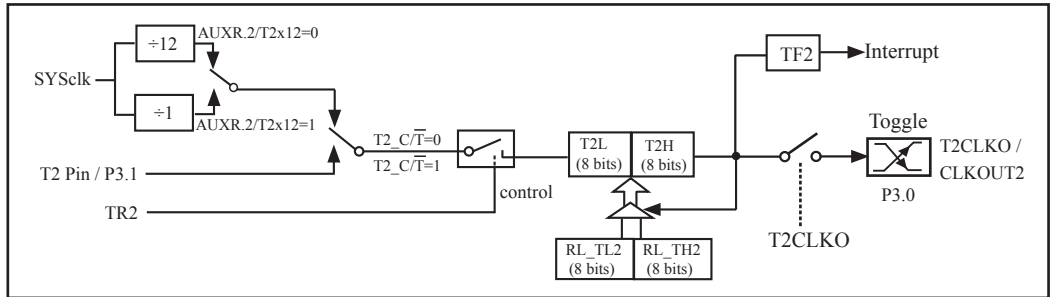 SYSclk
÷12
AUXR.2/T2x12=0
÷1
AUXR.2/T2x12=1
T2 Pin / P3.1
TR2
T2_C/T̅=0
T2_C/T̅=1
control
T2L
(8 bits)
T2H
(8 bits)
RL_TL2
(8 bits)
RL_TH2
(8 bits)
TF2
Interrupt
T2CLKO
Toggle
P3.0
T2CLKO /
CLKOUT2